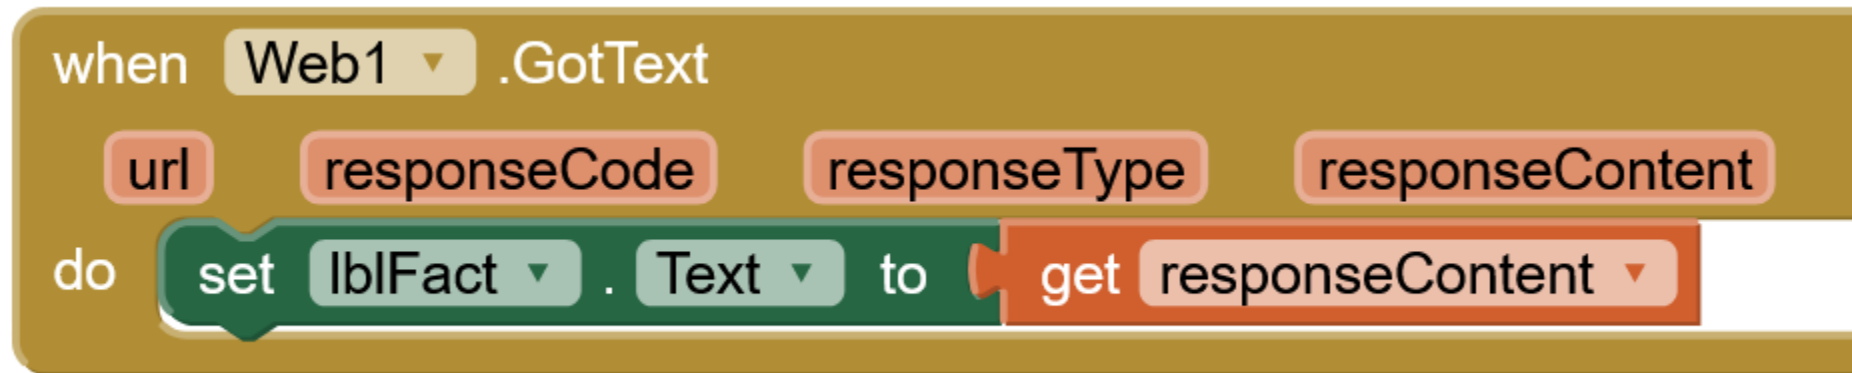 when Web1 .GotText
url responseCode responseType responseContent
do set lblFact . Text to get responseContent